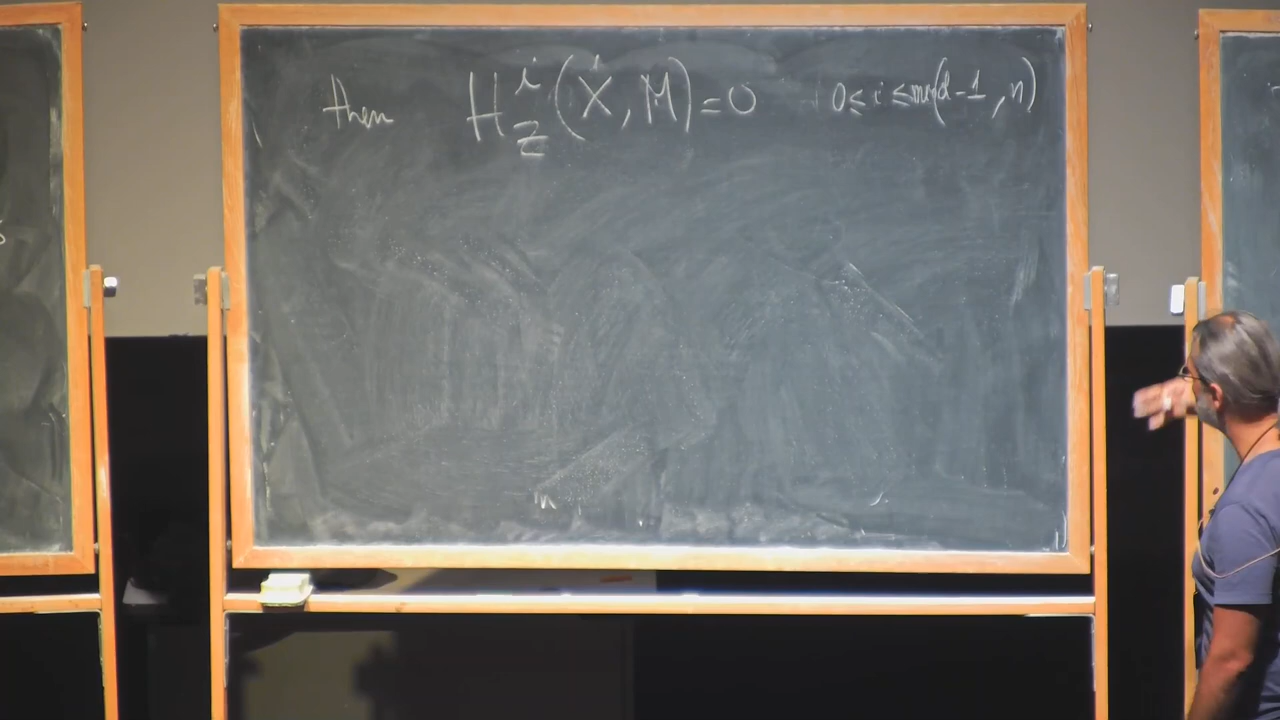 then H^i_Z(X, M) = 0 0 ≤ i ≤ min(d-1, n)